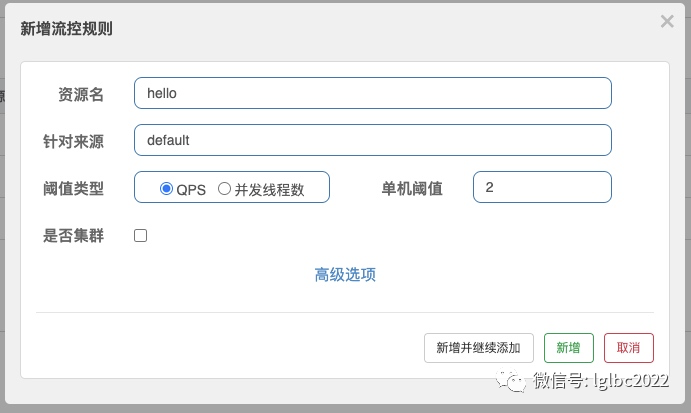 新增流控规则 ×
资源名 hello
针对来源 default
阈值类型 QPS 并发线程数 单机阈值 2
是否集群
高级选项
新增并继续添加 新增 取消
微信号: lglbc2022